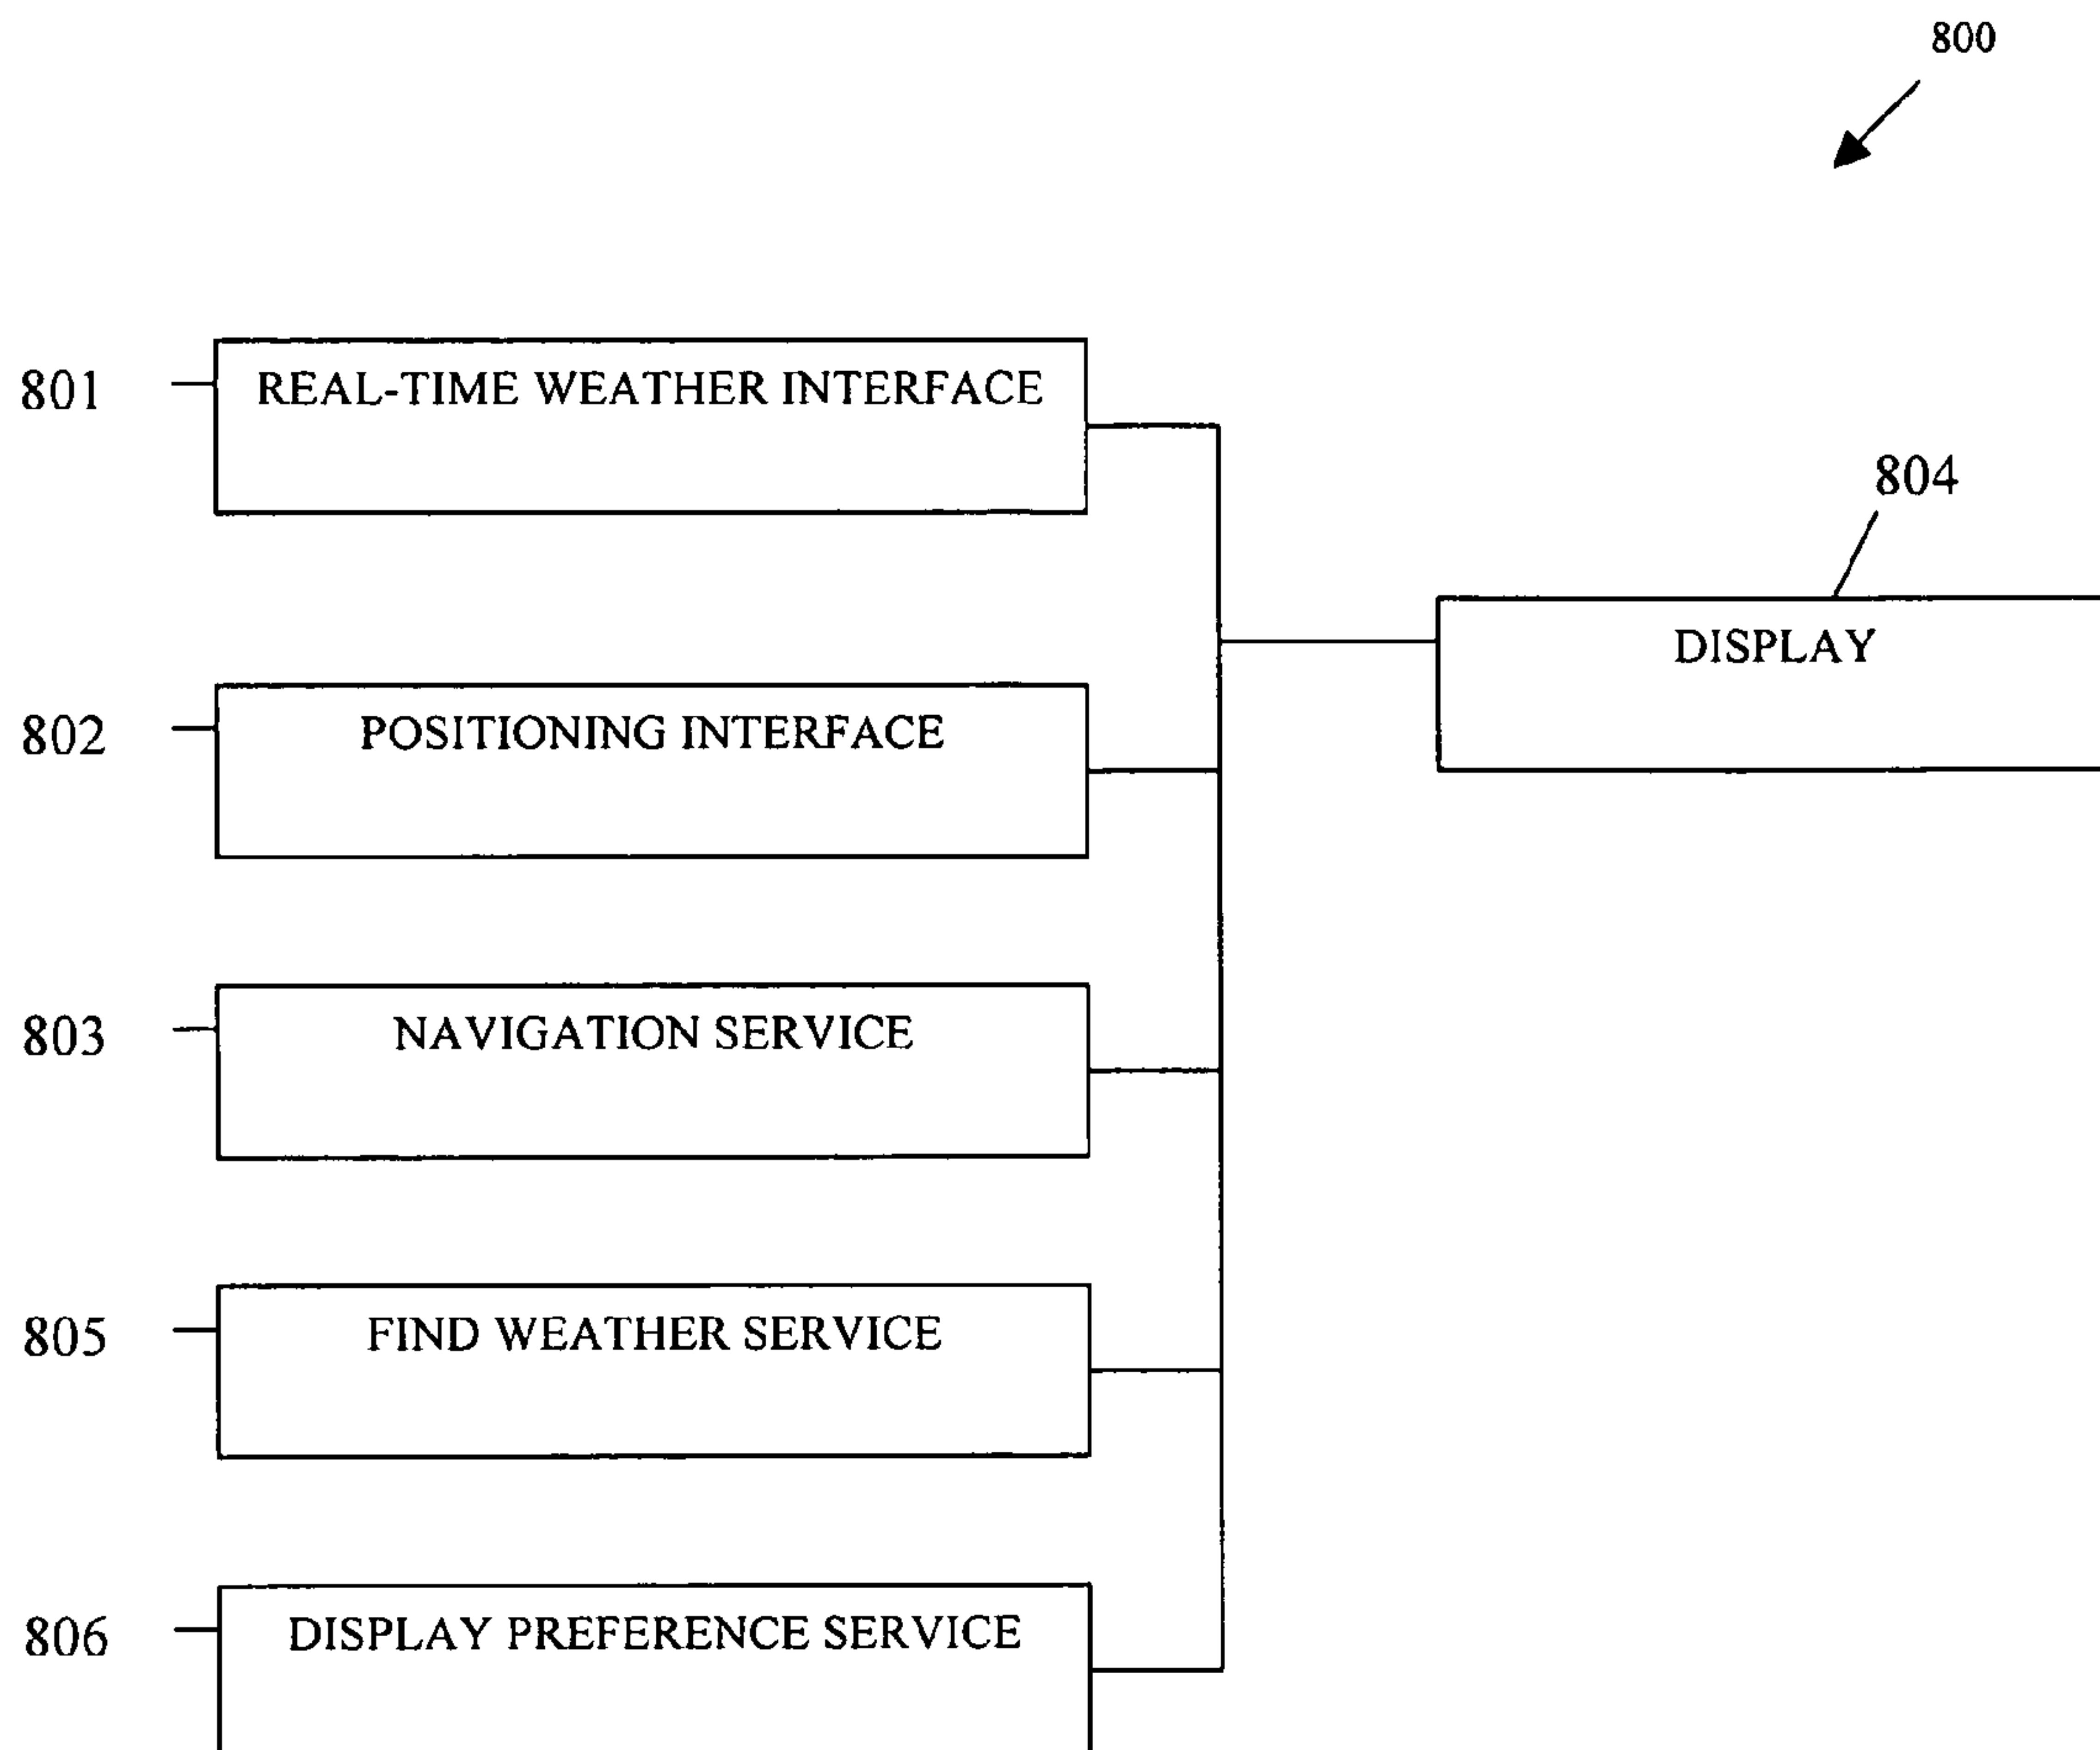 800
801
REAL-TIME WEATHER INTERFACE
804
DISPLAY
802
POSITIONING INTERFACE
803
NAVIGATION SERVICE
805
FIND WEATHER SERVICE
806
DISPLAY PREFERENCE SERVICE